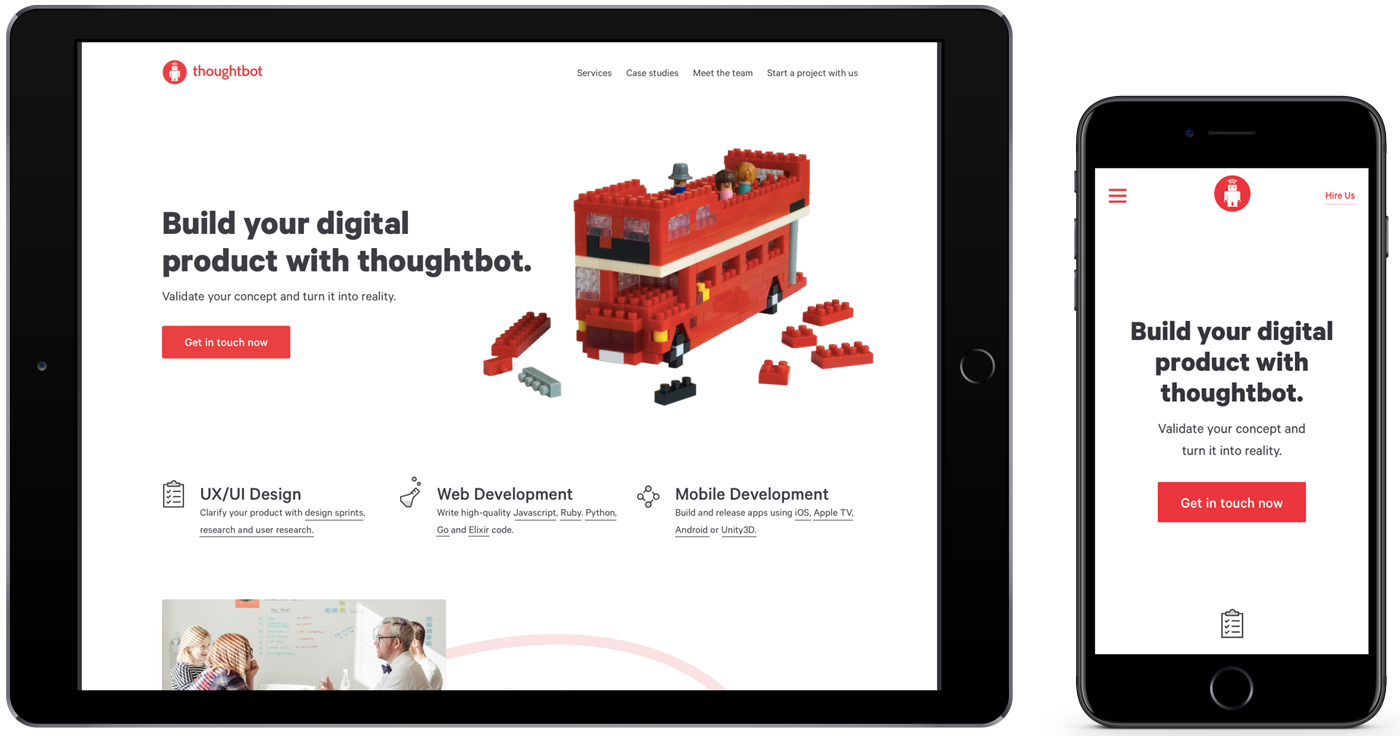 thoughtbot
Services Case studies Meet the team Start a project with us
Build your digital
product with thoughtbot.
Validate your concept and turn it into reality.
Get in touch now
UX/UI Design
Clarify your product with design sprints,
research and user research.
Web Development
Write high-quality Javascript, Ruby. Python,
Go and Elixir code.
Mobile Development
Build and release apps using iOS, Apple TV,
Android or Unity3D.
Hire Us
Build your digital
product with
thoughtbot.
Validate your concept and
turn it into reality.
Get in touch now